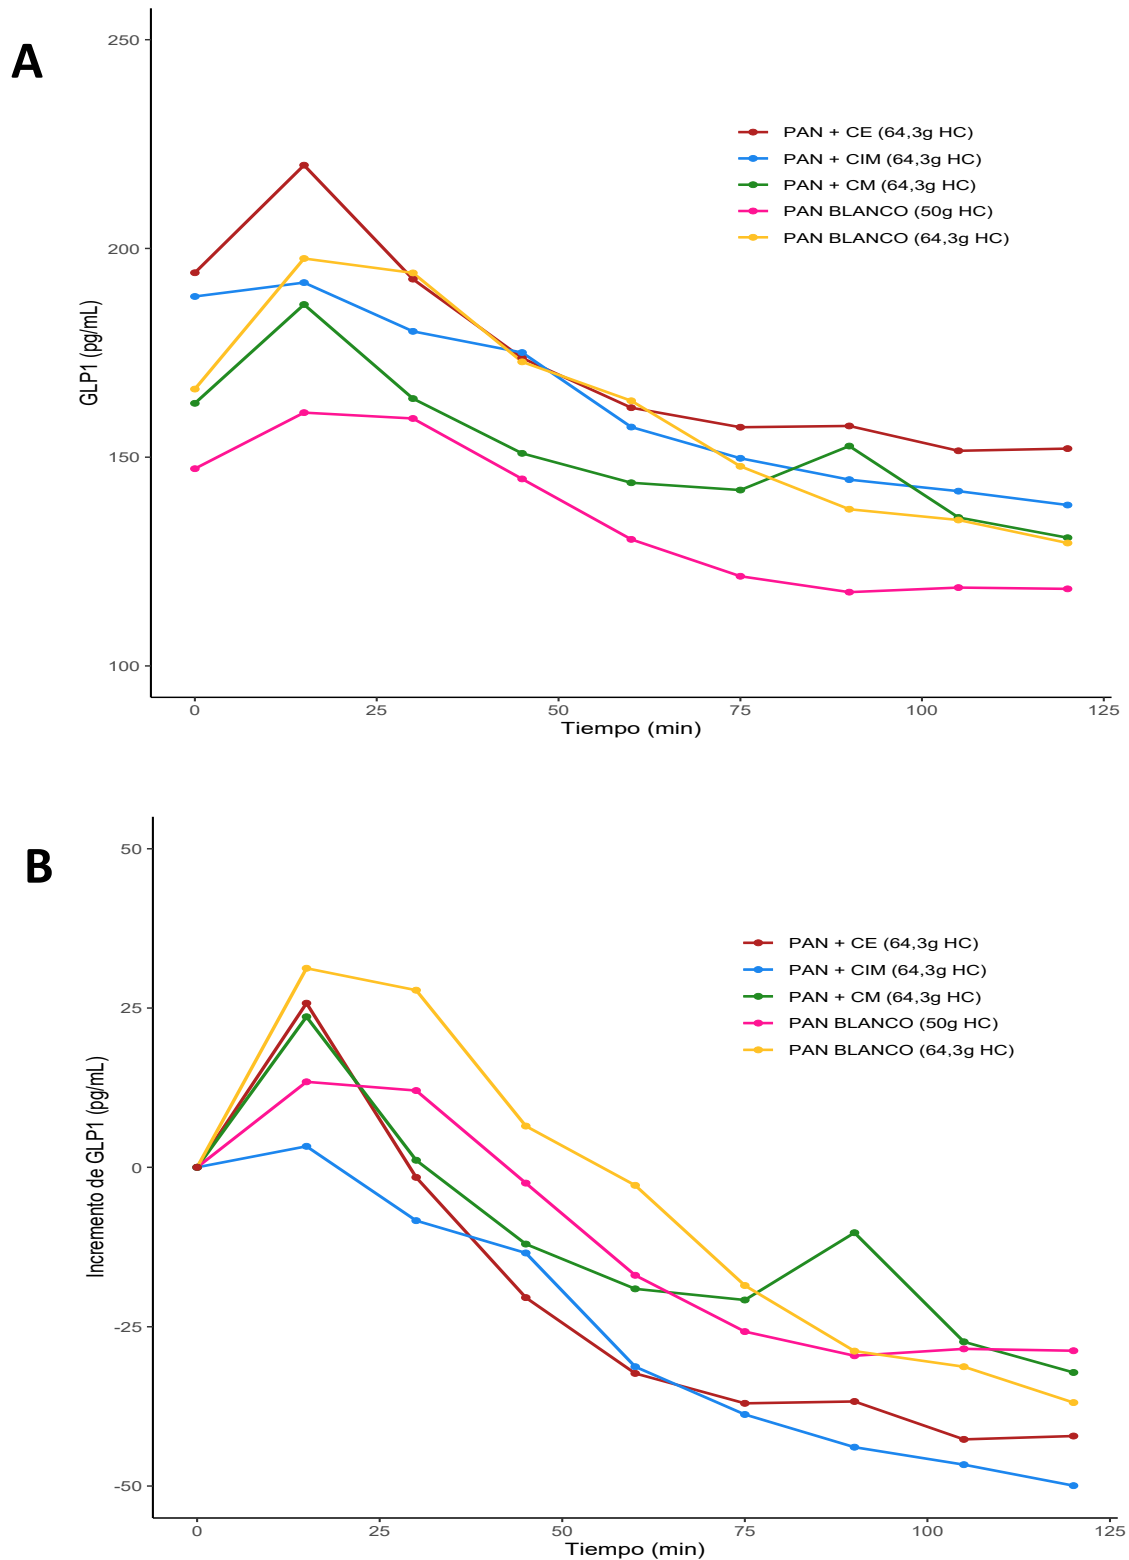 A
250
200
150
100
GLP1 (pg/mL)
PAN + CE (64,3g HC)
PAN + CIM (64,3g HC)
PAN + CM (64,3g HC)
PAN BLANCO (50g HC)
PAN BLANCO (64,3g HC)
0 25 50 75 100 125
Tiempo (min)
B
50
25
0
-25
-50
Incremento de GLP1 (pg/mL)
PAN + CE (64,3g HC)
PAN + CIM (64,3g HC)
PAN + CM (64,3g HC)
PAN BLANCO (50g HC)
PAN BLANCO (64,3g HC)
0 25 50 75 100 125
Tiempo (min)